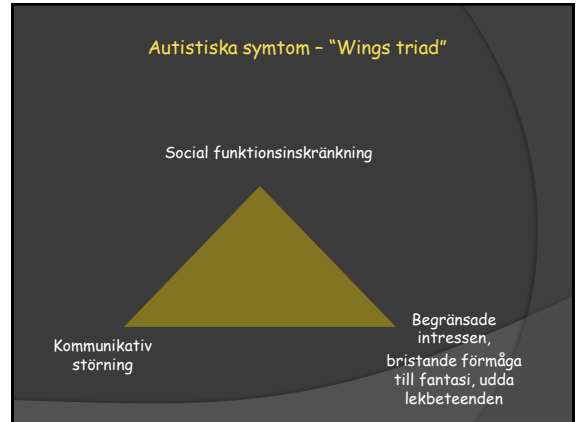 Autistiska symtom – “Wings triad”
Social funktionsinskränkning
Kommunikativ
störning
Begränsade
intressen,
bristande förmåga
till fantasi, udda
lekbeteenden